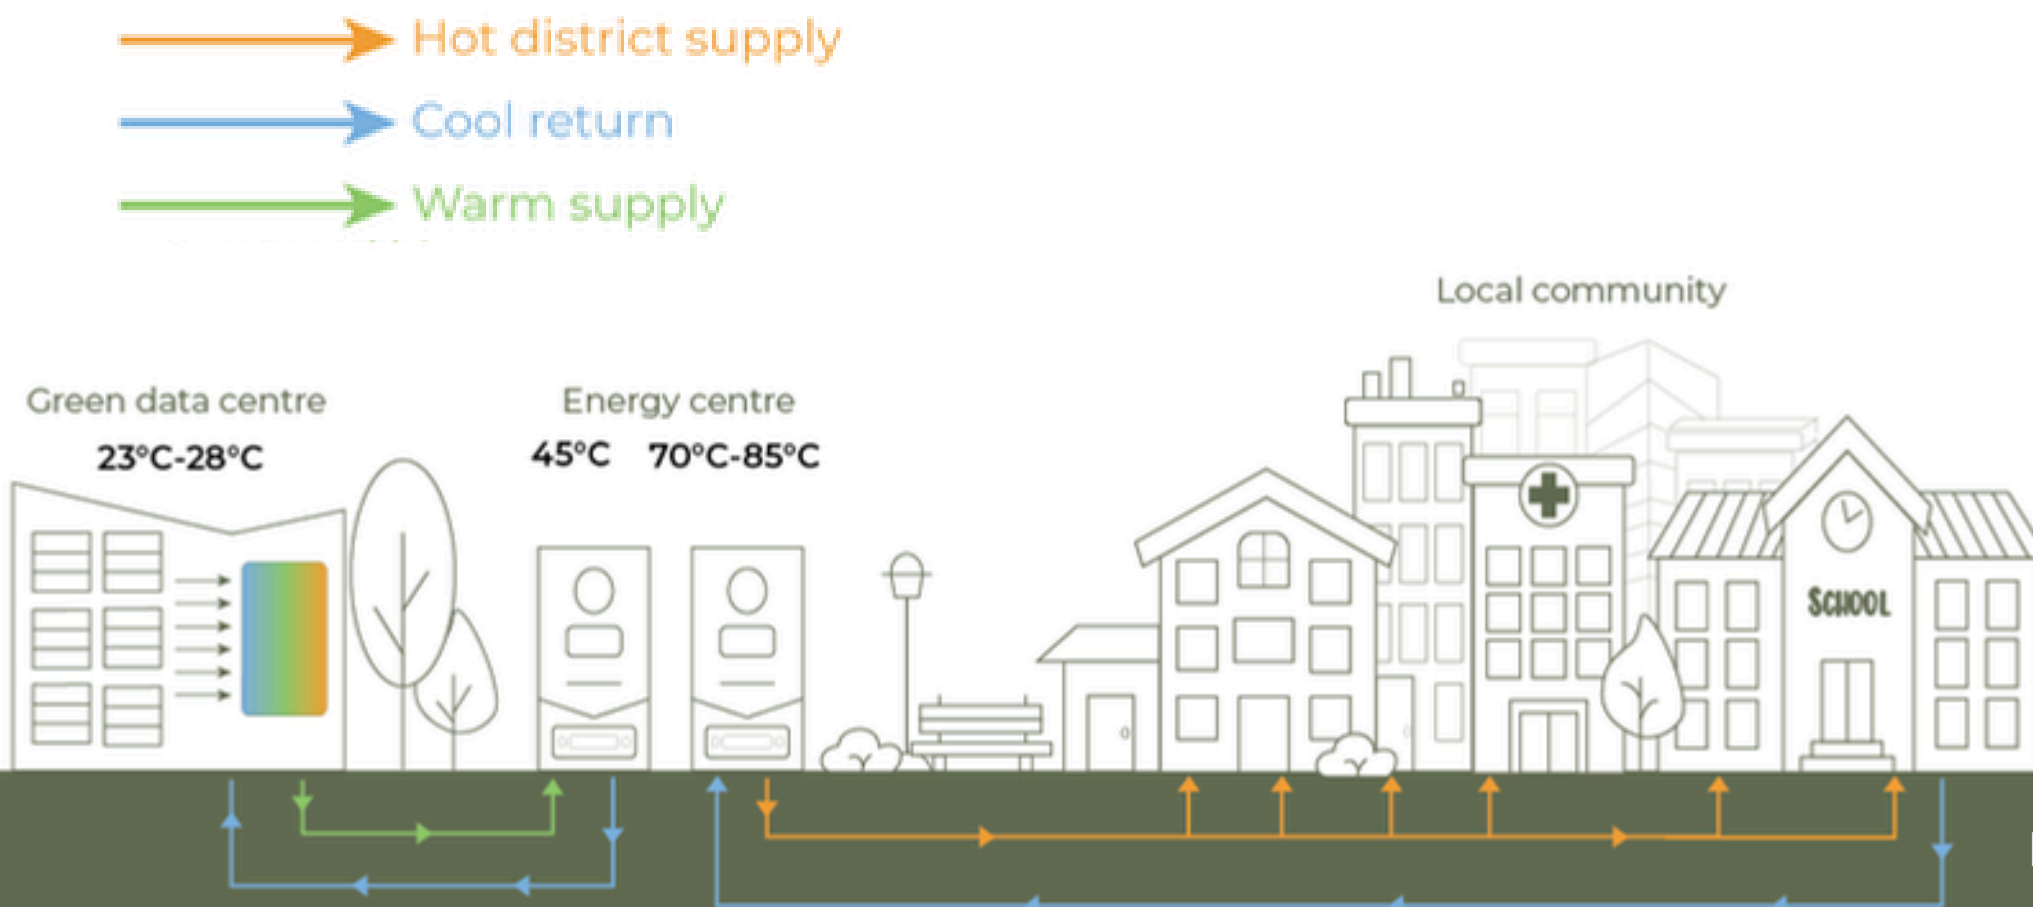 Hot district supply
Cool return
Warm supply
Local community
Green data centre
23°C-28°C
Energy centre
45°C 70°C-85°C
SCHOOL